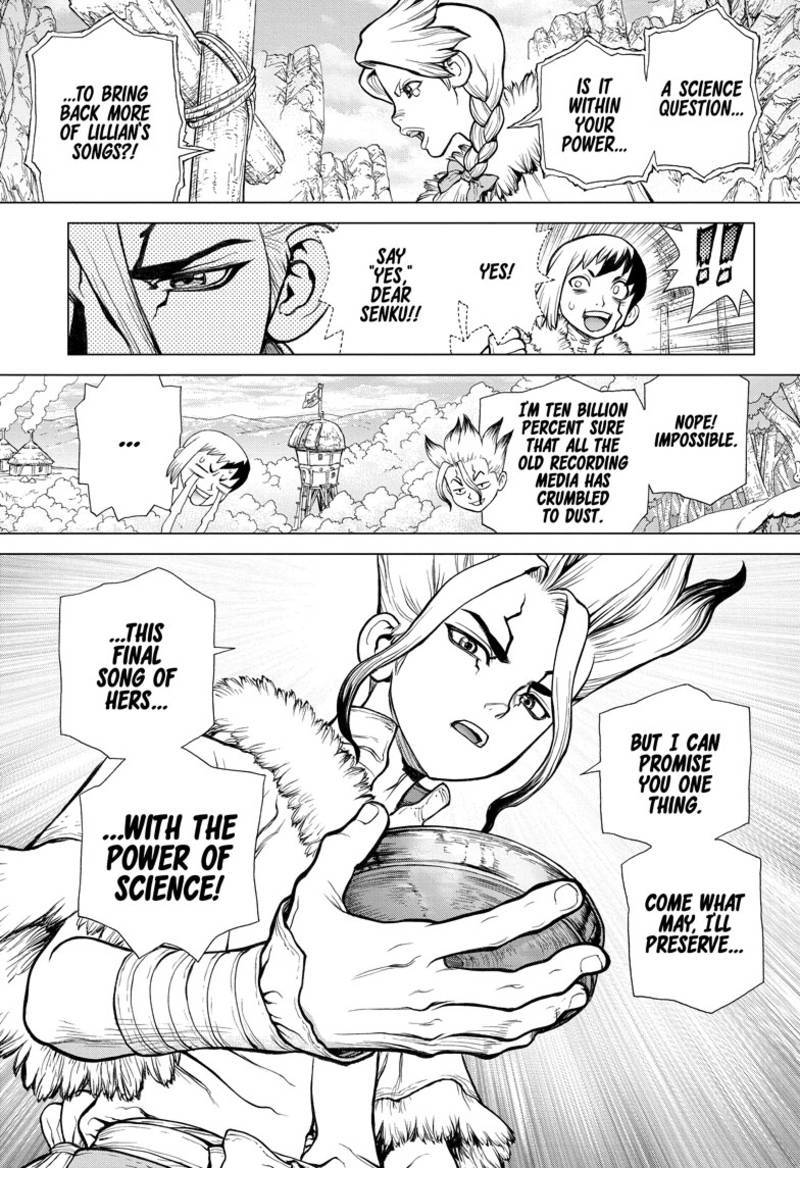 A SCIENCE
QUESTION...
IS IT
WITHIN
YOUR
POWER...
...TO BRING
BACK MORE
OF LILLIAN'S
SONGS?!
!!
YES!
SAY
"YES,"
DEAR
SENKU!!
NOPE!
IMPOSSIBLE.
I'M TEN BILLION
PERCENT SURE
THAT ALL THE
OLD RECORDING
MEDIA HAS
CRUMBLED
TO DUST.
...
BUT I CAN
PROMISE
YOU ONE
THING.
COME WHAT
MAY, I'LL
PRESERVE...
...THIS
FINAL
SONG OF
HERS...
...WITH THE
POWER OF
SCIENCE!